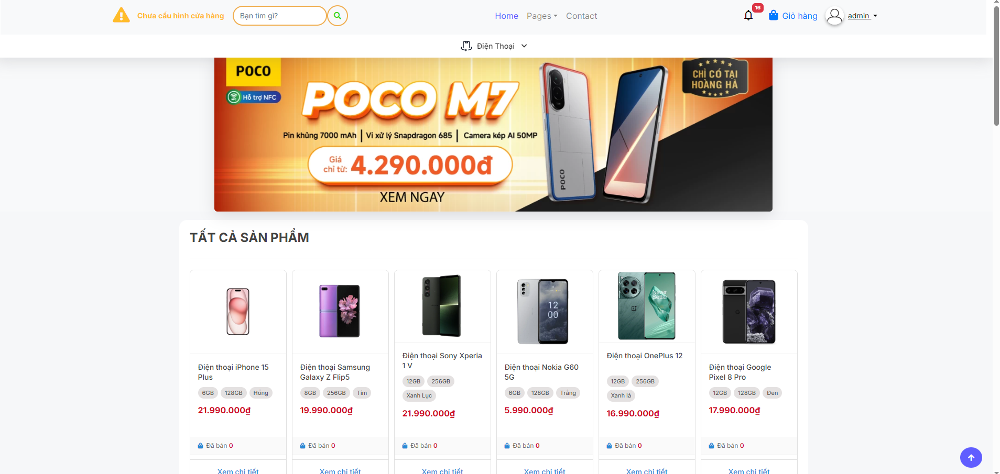 Chưa cấu hình cửa hàng
Bạn tìm gì?
Home
Pages
Contact
16
Giỏ hàng
admin
Điện Thoại
POCO
NFC
Hỗ trợ NFC
POCO M7
Pin khủng 7000 mAh | Vi xử lý Snapdragon 685 | Camera kép AI 50MP
Giá
chỉ từ: 4.290.000đ
XEM NGAY
POCO
CHỈ CÓ TẠI
HOÀNG HÀ
TẤT CẢ SẢN PHẨM
Điện thoại iPhone 15
Plus
6GB 128GB Hồng
21.990.000₫
Đã bán 0
Xem chi tiết
Điện thoại Samsung
Galaxy Z Flip5
8GB 256GB Tím
19.990.000₫
Đã bán 0
Xem chi tiết
Điện thoại Sony Xperia
1 V
12GB 256GB
Xanh Lục
21.990.000₫
Đã bán 0
Xem chi tiết
12
00
Điện thoại Nokia G60
5G
6GB 128GB Trắng
5.990.000₫
Đã bán 0
Xem chi tiết
Never
Settle
Điện thoại OnePlus 12
12GB 256GB
Xanh lá
16.990.000₫
Đã bán 0
Xem chi tiết
Điện thoại Google
Pixel 8 Pro
12GB 128GB Đen
17.990.000₫
Đã bán 0
Xem chi tiết